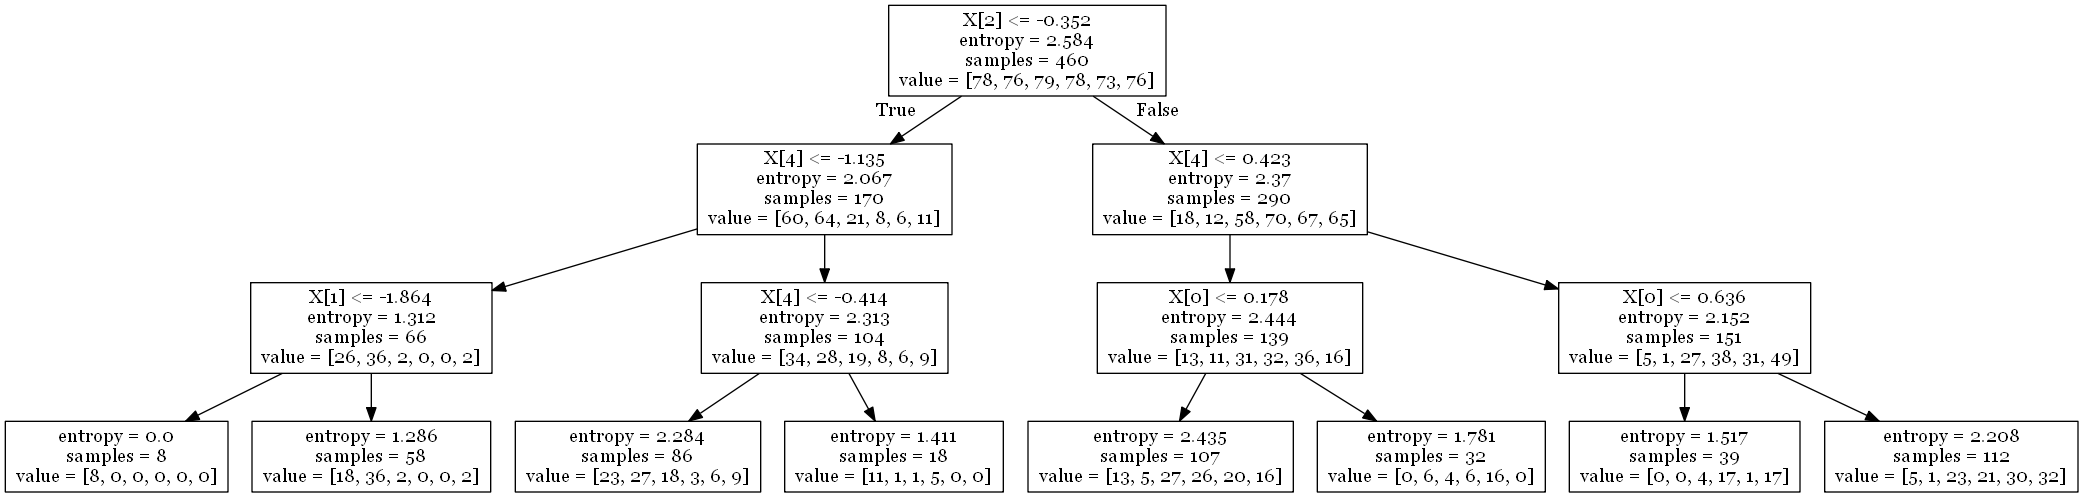 X[2] <= -0.352
entropy = 2.584
samples = 460
value = [78, 76, 79, 78, 73, 76]
True
False
X[4] <= -1.135
entropy = 2.067
samples = 170
value = [60, 64, 21, 8, 6, 11]
X[4] <= 0.423
entropy = 2.37
samples = 290
value = [18, 12, 58, 70, 67, 65]
X[1] <= -1.864
entropy = 1.312
samples = 66
value = [26, 36, 2, 0, 0, 2]
X[4] <= -0.414
entropy = 2.313
samples = 104
value = [34, 28, 19, 8, 6, 9]
X[0] <= 0.178
entropy = 2.444
samples = 139
value = [13, 11, 31, 32, 36, 16]
X[0] <= 0.636
entropy = 2.152
samples = 151
value = [5, 1, 27, 38, 31, 49]
entropy = 0.0
samples = 8
value = [8, 0, 0, 0, 0, 0]
entropy = 1.286
samples = 58
value = [18, 36, 2, 0, 0, 2]
entropy = 2.284
samples = 86
value = [23, 27, 18, 3, 6, 9]
entropy = 1.411
samples = 18
value = [11, 1, 1, 5, 0, 0]
entropy = 2.435
samples = 107
value = [13, 5, 27, 26, 20, 16]
entropy = 1.781
samples = 32
value = [0, 6, 4, 6, 16, 0]
entropy = 1.517
samples = 39
value = [0, 0, 4, 17, 1, 17]
entropy = 2.208
samples = 112
value = [5, 1, 23, 21, 30, 32]